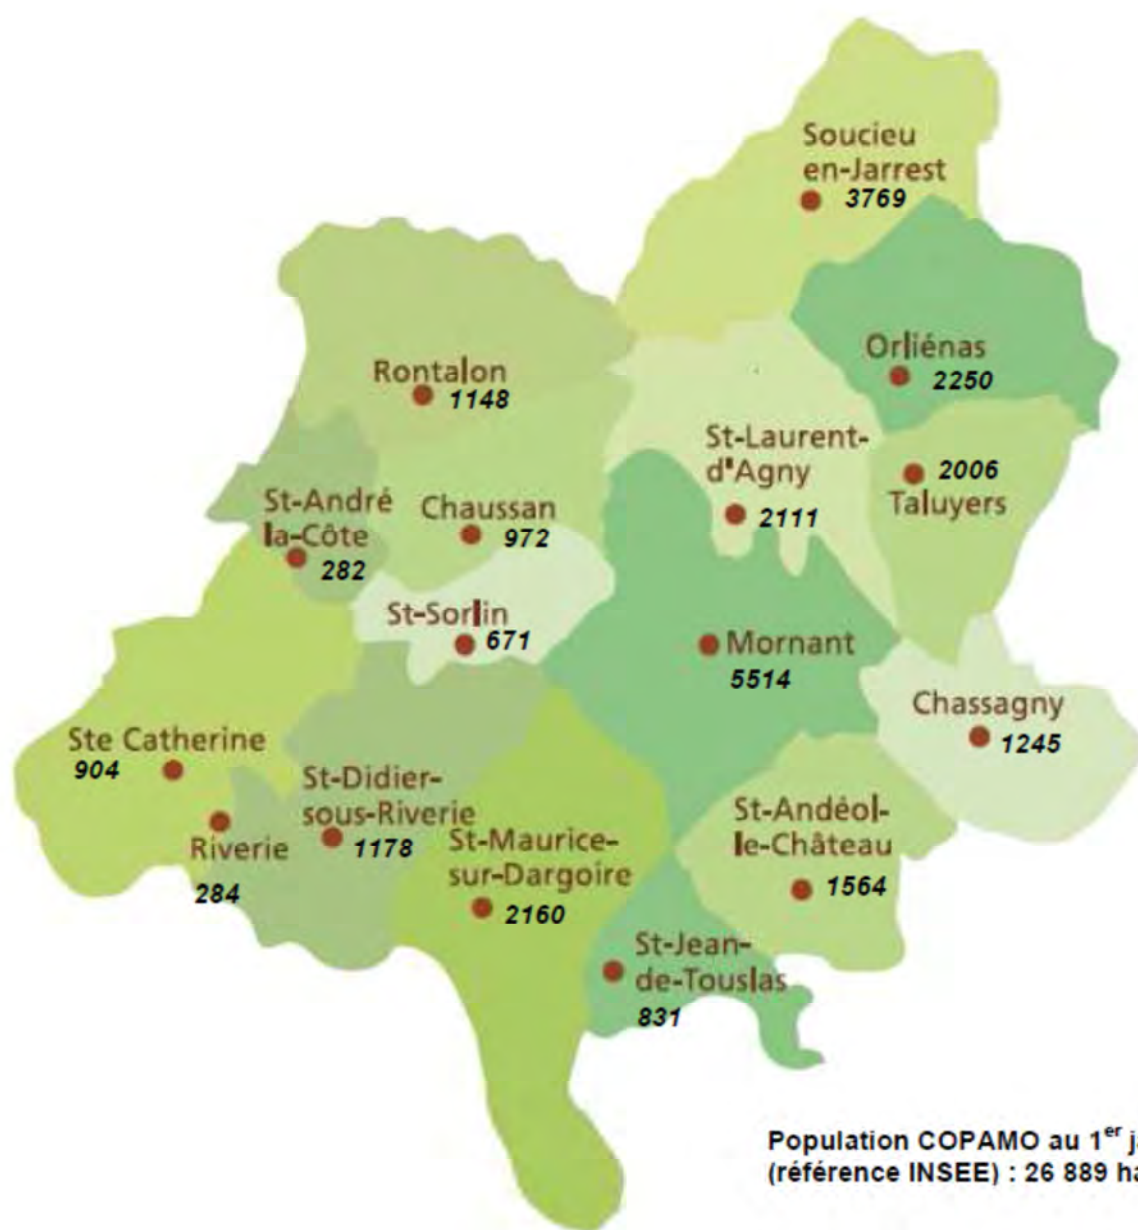 Soucieu
en-Jarrest
3769
Orliénas
2250
Rontalon
1148
St-Laurent-
d'Agny
2111
2006
Taluyers
St-André
la-Côte
282
Chaussan
972
St-Sorlin
671
Mornant
5514
Chassagny
1245
Ste Catherine
904
St-Didier-
sous-Riverie
1178
Riverie
284
St-Maurice-
sur-Dargoire
2160
St-Andéol-
le-Château
1564
St-Jean-
de-Touslas
831
Population COPAMO au 1er
(référence INSEE) : 26 889